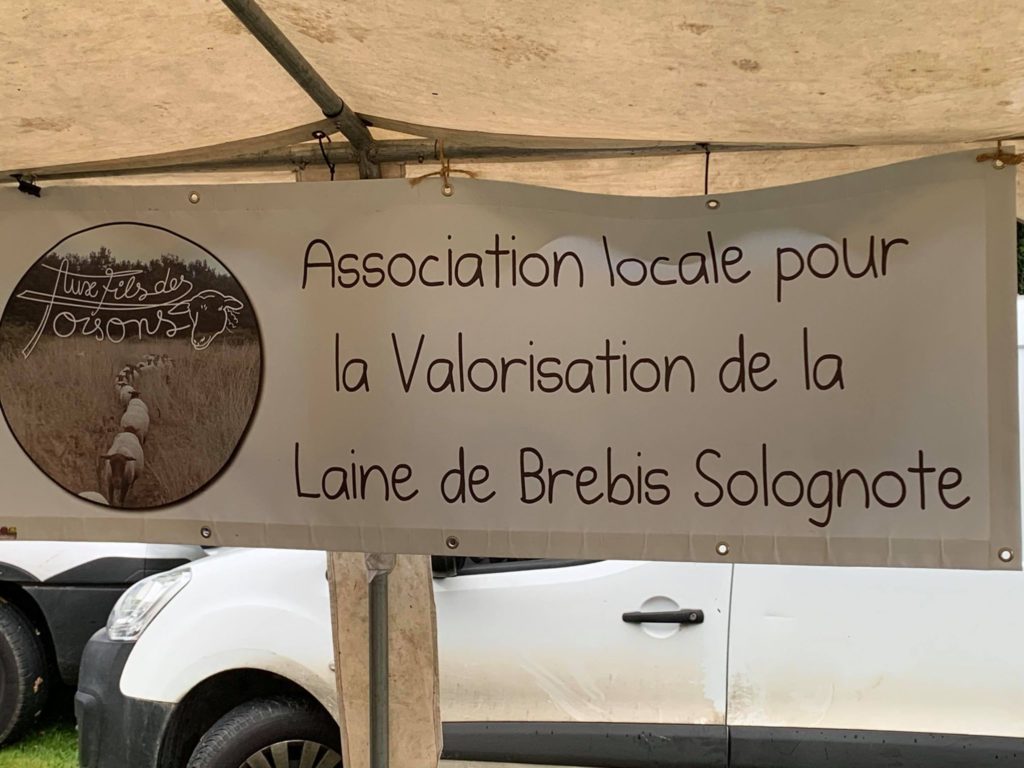 Aux Fils des
Toisons
Association locale pour
la Valorisation de la
Laine de Brebis Solognote